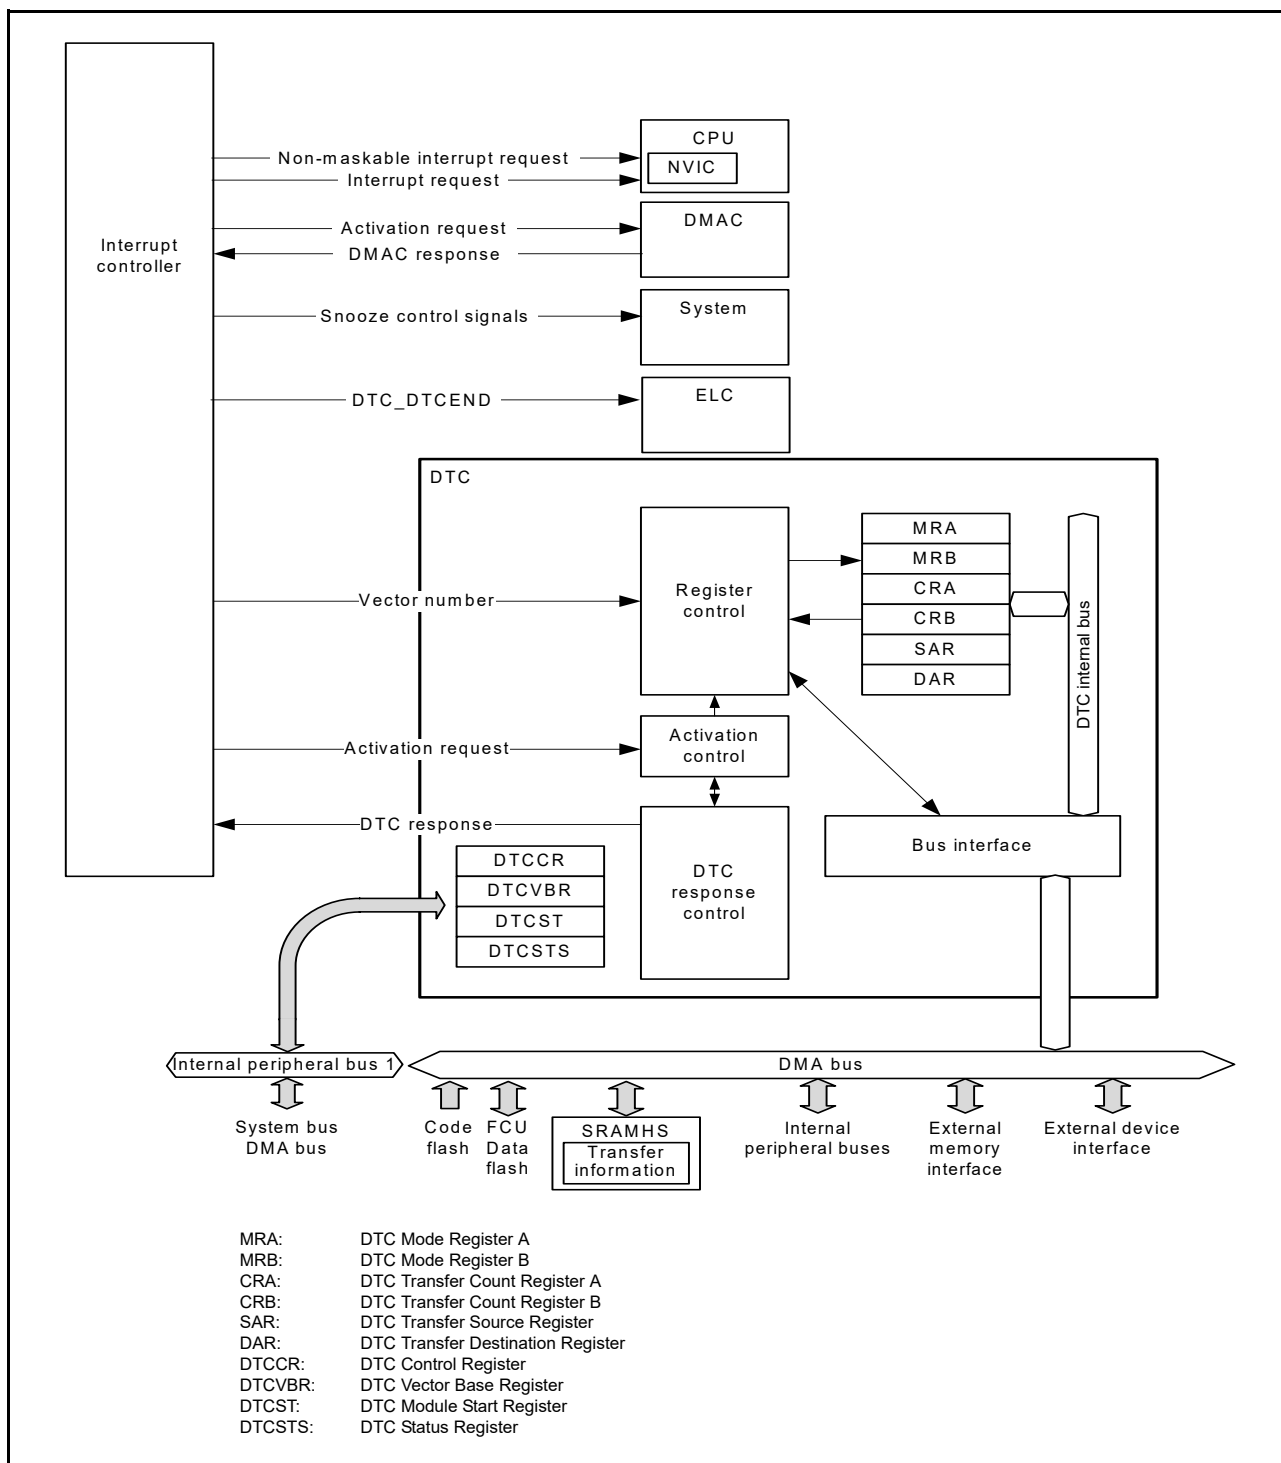 CPU
Non-maskable interrupt request
NVIC
Interrupt request
Interrupt
controller
Activation request
DMAC
DMAC response
Snooze control signals
System
DTC_DTCEND
ELC
DTC
MRA
MRB
CRA
CRB
SAR
DAR
Register
control
Vector number
DTC internal bus
Activation request
Activation
control
DTC response
Bus interface
DTCCR
DTCVBR
DTCST
DTCSTS
DTC
response
control
Internal peripheral bus 1
DMA bus
System bus
DMA bus
Code
flash
FCU
Data
flash
SRAMHS
Transfer
information
Internal
peripheral buses
External
memory
interface
External device
interface
MRA: DTC Mode Register A
MRB: DTC Mode Register B
CRA: DTC Transfer Count Register A
CRB: DTC Transfer Count Register B
SAR: DTC Transfer Source Register
DAR: DTC Transfer Destination Register
DTCCR: DTC Control Register
DTCVBR: DTC Vector Base Register
DTCST: DTC Module Start Register
DTCSTS: DTC Status Register